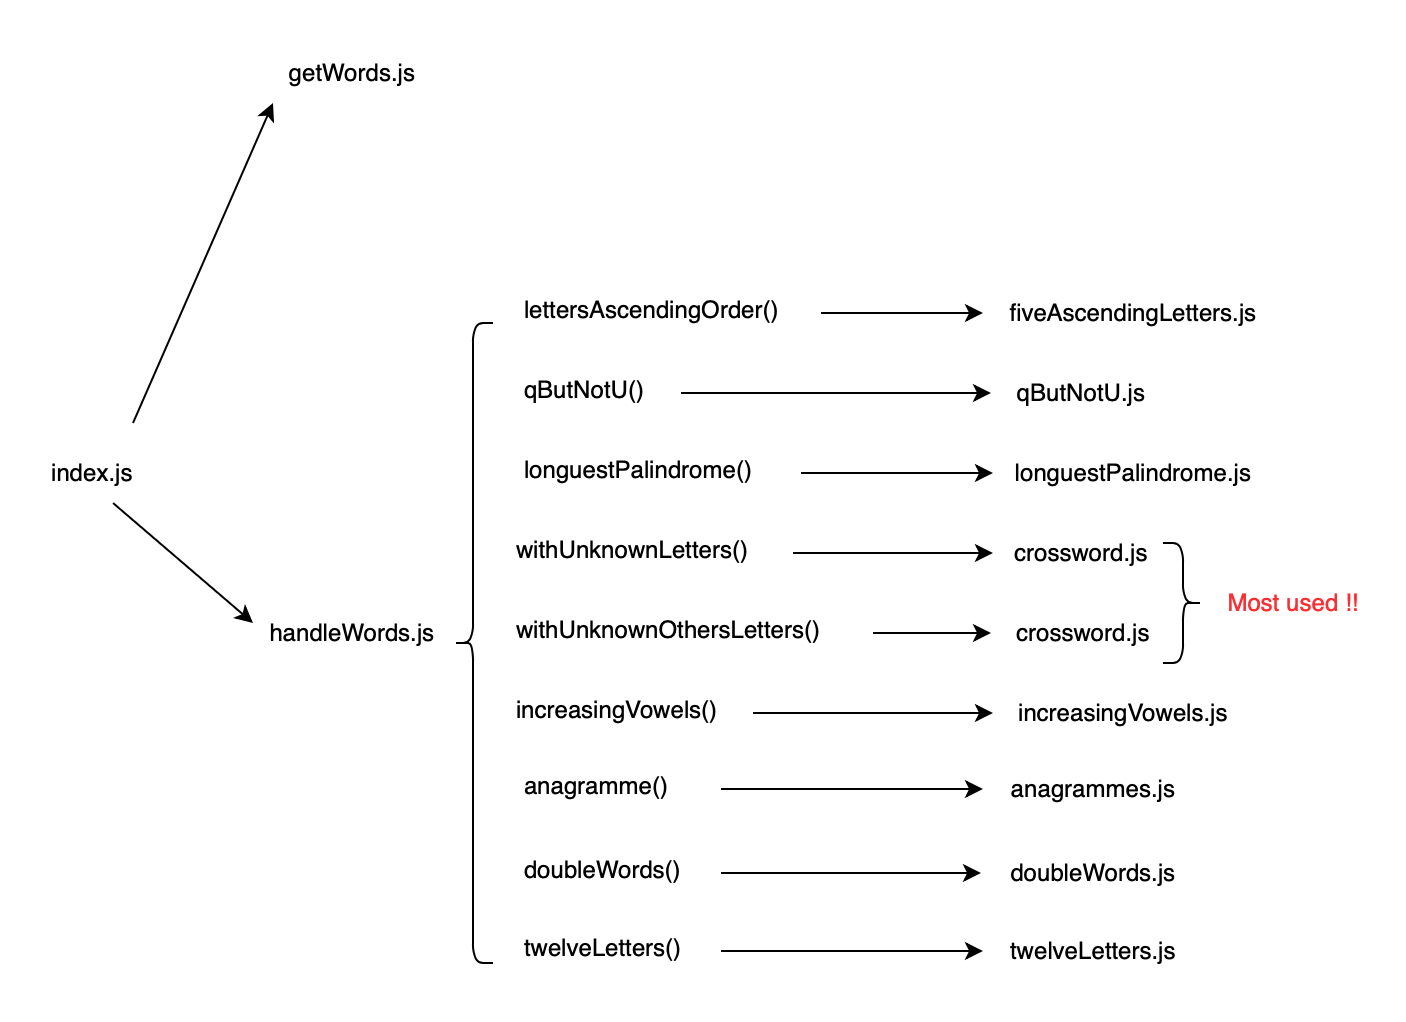 getWords.js
index.js
handleWords.js
lettersAscendingOrder()
fiveAscendingLetters.js
qButNotU()
qButNotU.js
longuestPalindrome()
longuestPalindrome.js
withUnknownLetters()
crossword.js
Most used !!
withUnknownOthersLetters()
crossword.js
increasingVowels()
increasingVowels.js
anagramme()
anagrammes.js
doubleWords()
doubleWords.js
twelveLetters()
twelveLetters.js